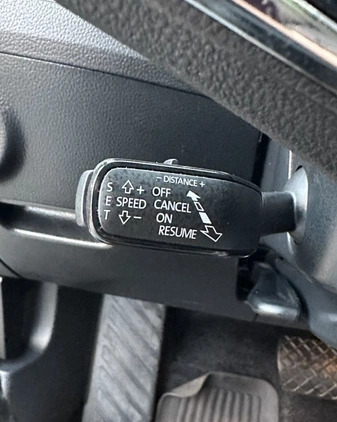 − DISTANCE +
S ⇧+ OFF
E SPEED CANCEL
T ⇩− ON
RESUME